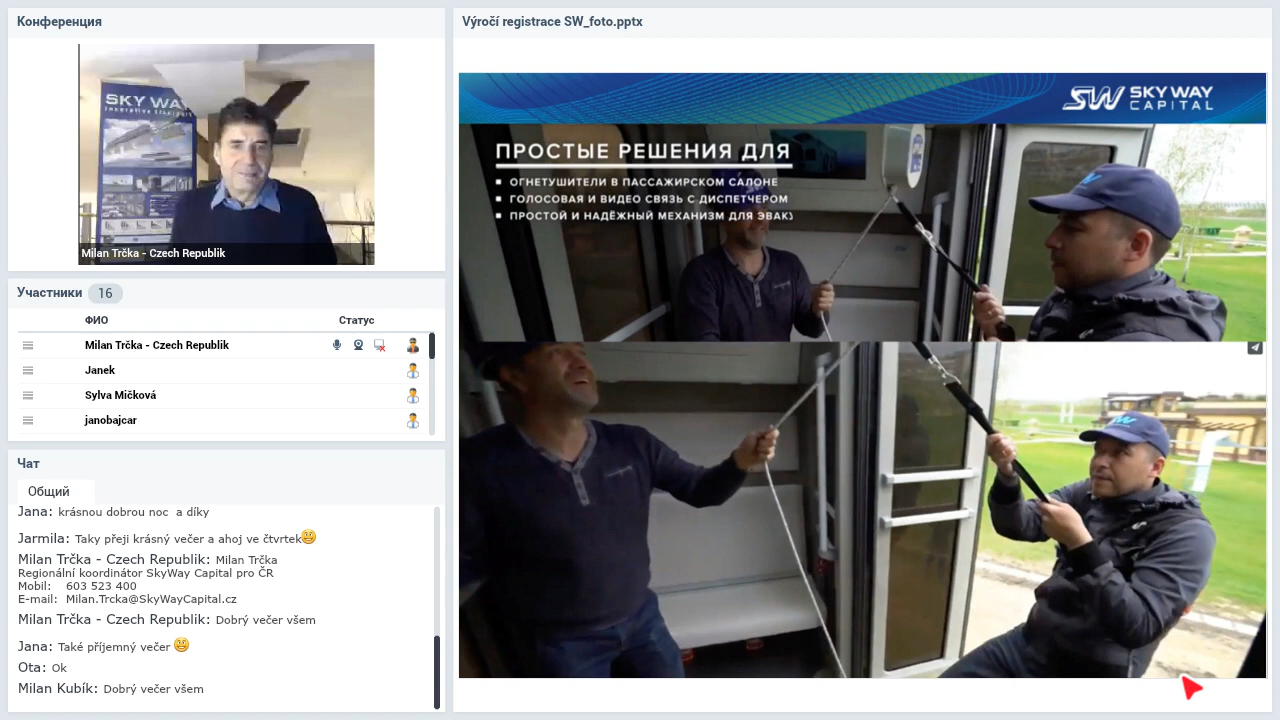 Конференция
SKY WA
innovative transport
Milan Trčka - Czech Republik
Участники 16
ФИО Статус
Milan Trčka - Czech Republik
Janek
Sylva Mičková
janobajcar
Чат
Общий
Jana: krásnou dobrou noc a díky
Jarmila: Taky přeji krásný večer a ahoj ve čtvrtek
Milan Trčka - Czech Republik: Milan Trčka
Regionální koordinátor SkyWay Capital pro ČR
Mobil: 603 523 400
E-mail: Milan.Trcka@SkyWayCapital.cz
Milan Trčka - Czech Republik: Dobrý večer všem
Jana: Také příjemný večer
Ota: Ok
Milan Kubík: Dobrý večer všem
Výročí registrace SW_foto.pptx
SW SKY WAY
CAPITAL
ПРОСТЫЕ РЕШЕНИЯ ДЛЯ
ОГНЕТУШИТЕЛИ В ПАССАЖИРСКОМ САЛОНЕ
ГОЛОСОВАЯ И ВИДЕО СВЯЗЬ С ДИСПЕТЧЕРОМ
ПРОСТОЙ И НАДЁЖНЫЙ МЕХАНИЗМ ДЛЯ ЭВАКУ